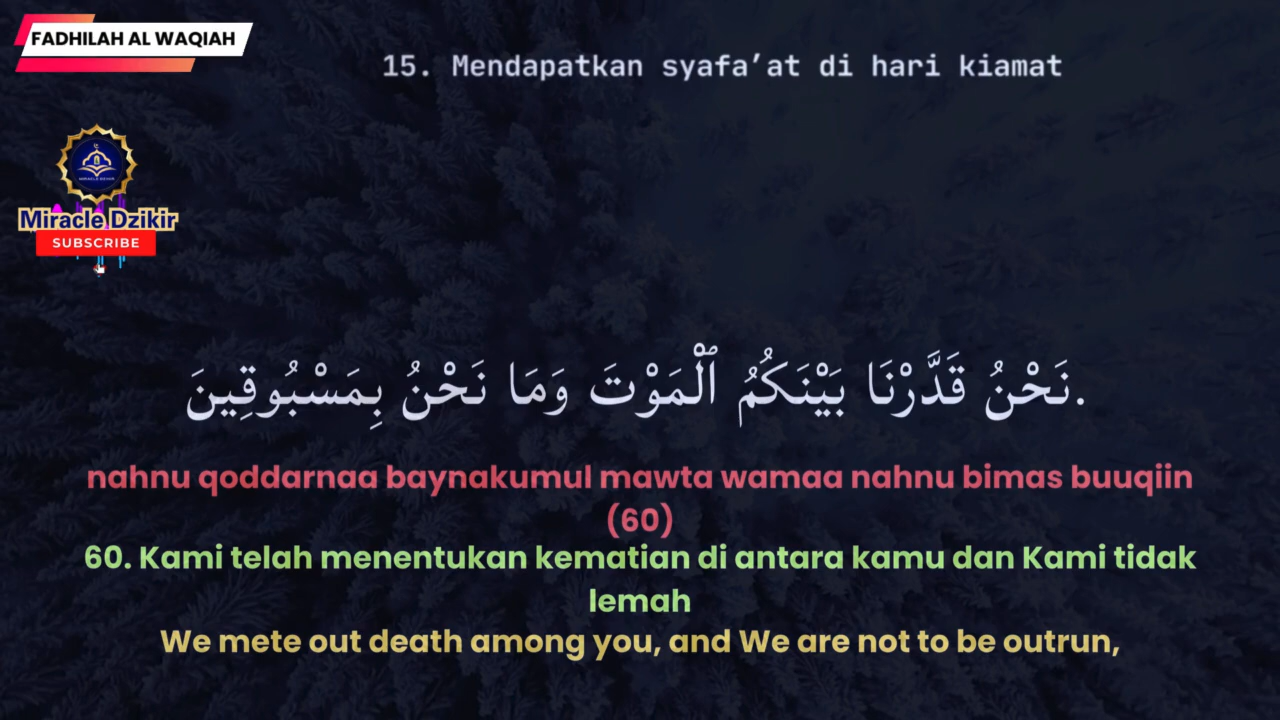 FADHILAH AL WAQIAH
15. Mendapatkan syafa’at di hari kiamat
Miracle Dzikir
SUBSCRIBE
نَحْنُ قَدَّرْنَا بَيْنَكُمُ ٱلْمَوْتَ وَمَا نَحْنُ بِمَسْبُوقِينَ.
nahnu qoddarnaa baynakumul mawta wamaa nahnu bimas buuqiin
(60)
60. Kami telah menentukan kematian di antara kamu dan Kami tidak
lemah
We mete out death among you, and We are not to be outrun,